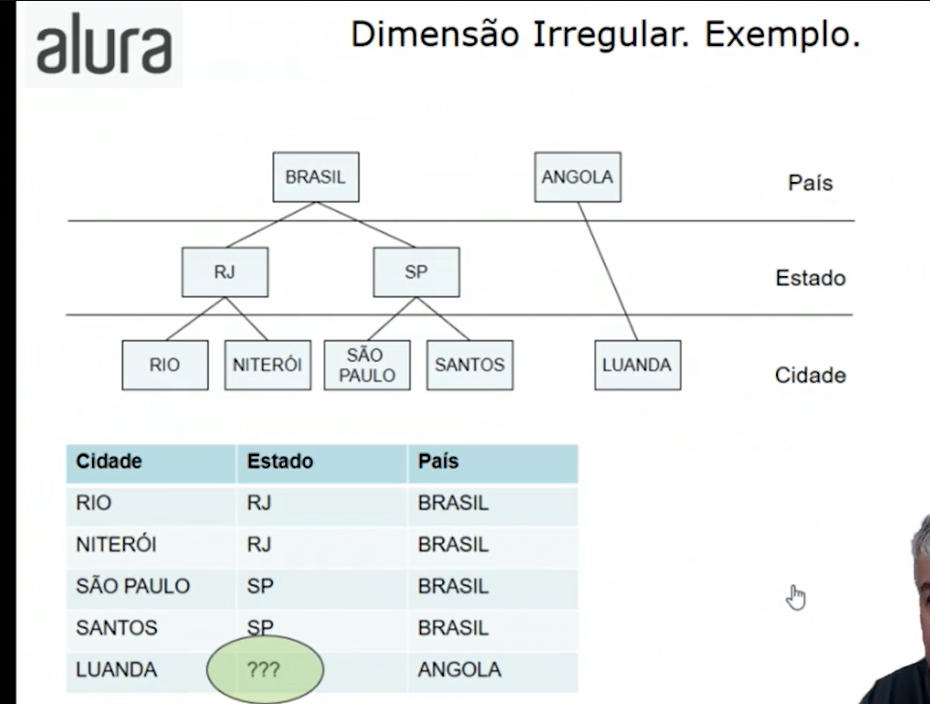 alura
Dimensão Irregular. Exemplo.
BRASIL
ANGOLA
País
RJ
SP
Estado
RIO
NITERÓI
SÃO
PAULO
SANTOS
LUANDA
Cidade
Cidade Estado País
RIO RJ BRASIL
NITERÓI RJ BRASIL
SÃO PAULO SP BRASIL
SANTOS SP BRASIL
LUANDA ??? ANGOLA